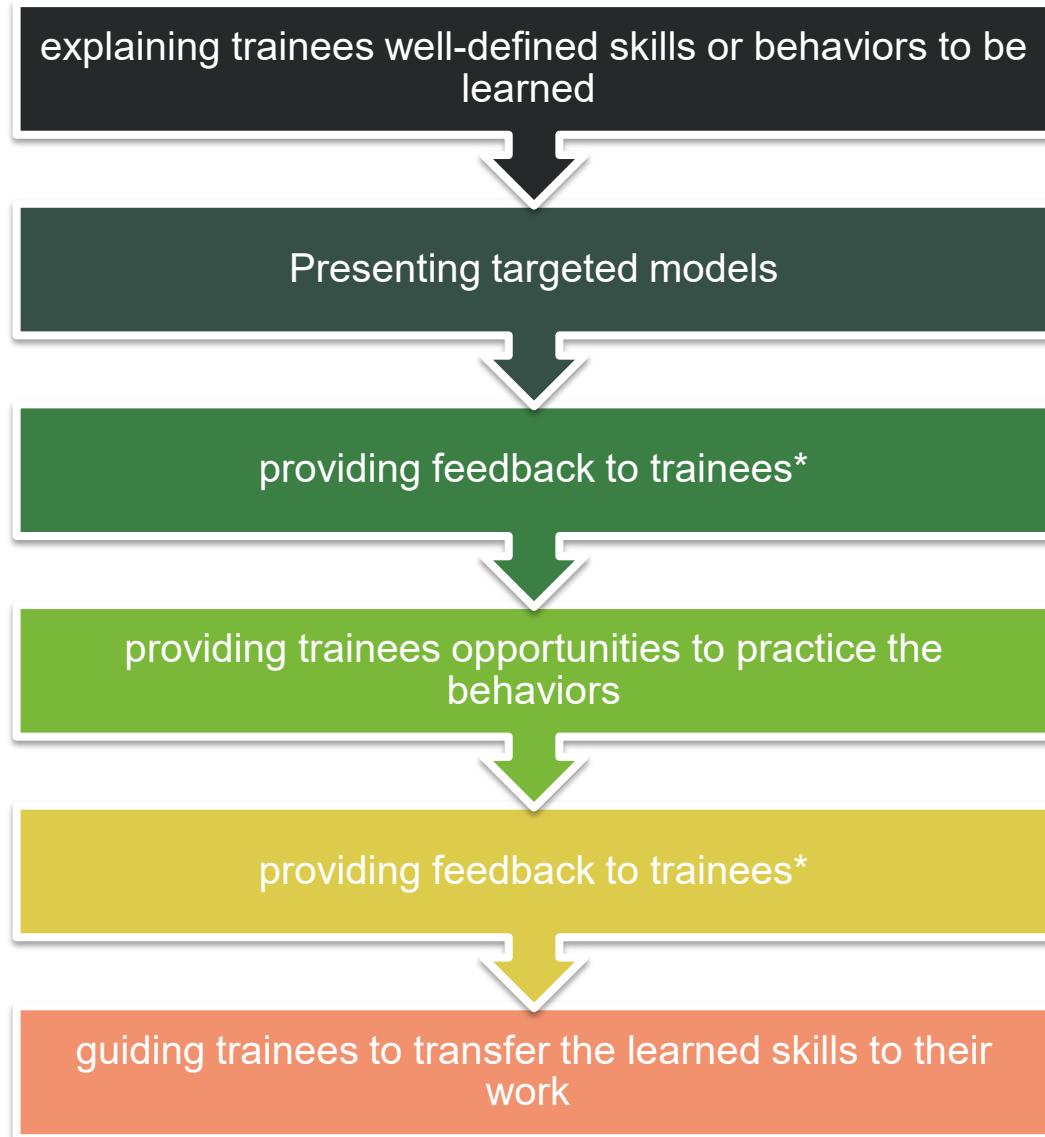 explaining trainees well-defined skills or behaviors to be
learned
Presenting targeted models
providing feedback to trainees*
providing trainees opportunities to practice the
behaviors
providing feedback to trainees*
guiding trainees to transfer the learned skills to their
work